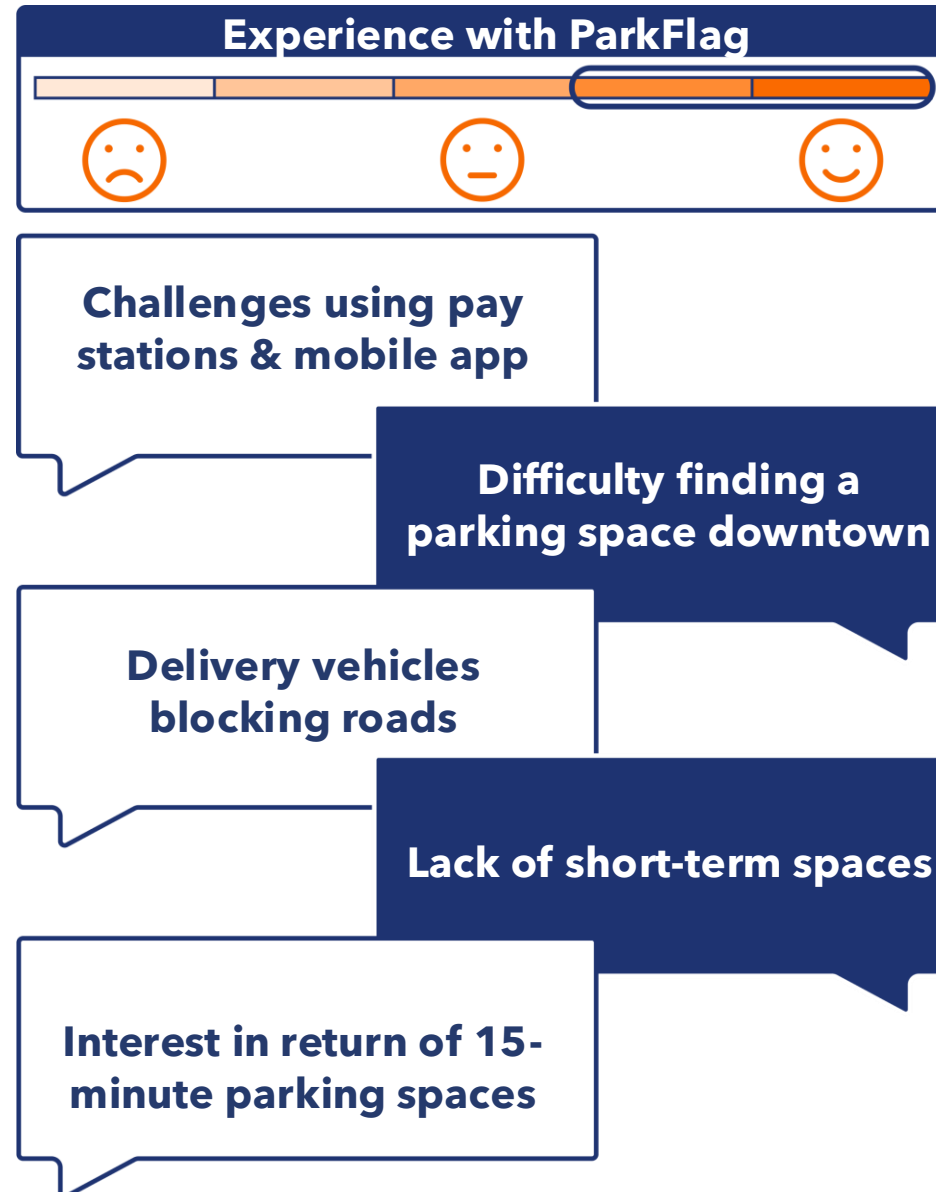 Experience with ParkFlag
Challenges using pay
stations & mobile app
Difficulty finding a
parking space downtown
Delivery vehicles
blocking roads
Lack of short-term spaces
Interest in return of 15-
minute parking spaces